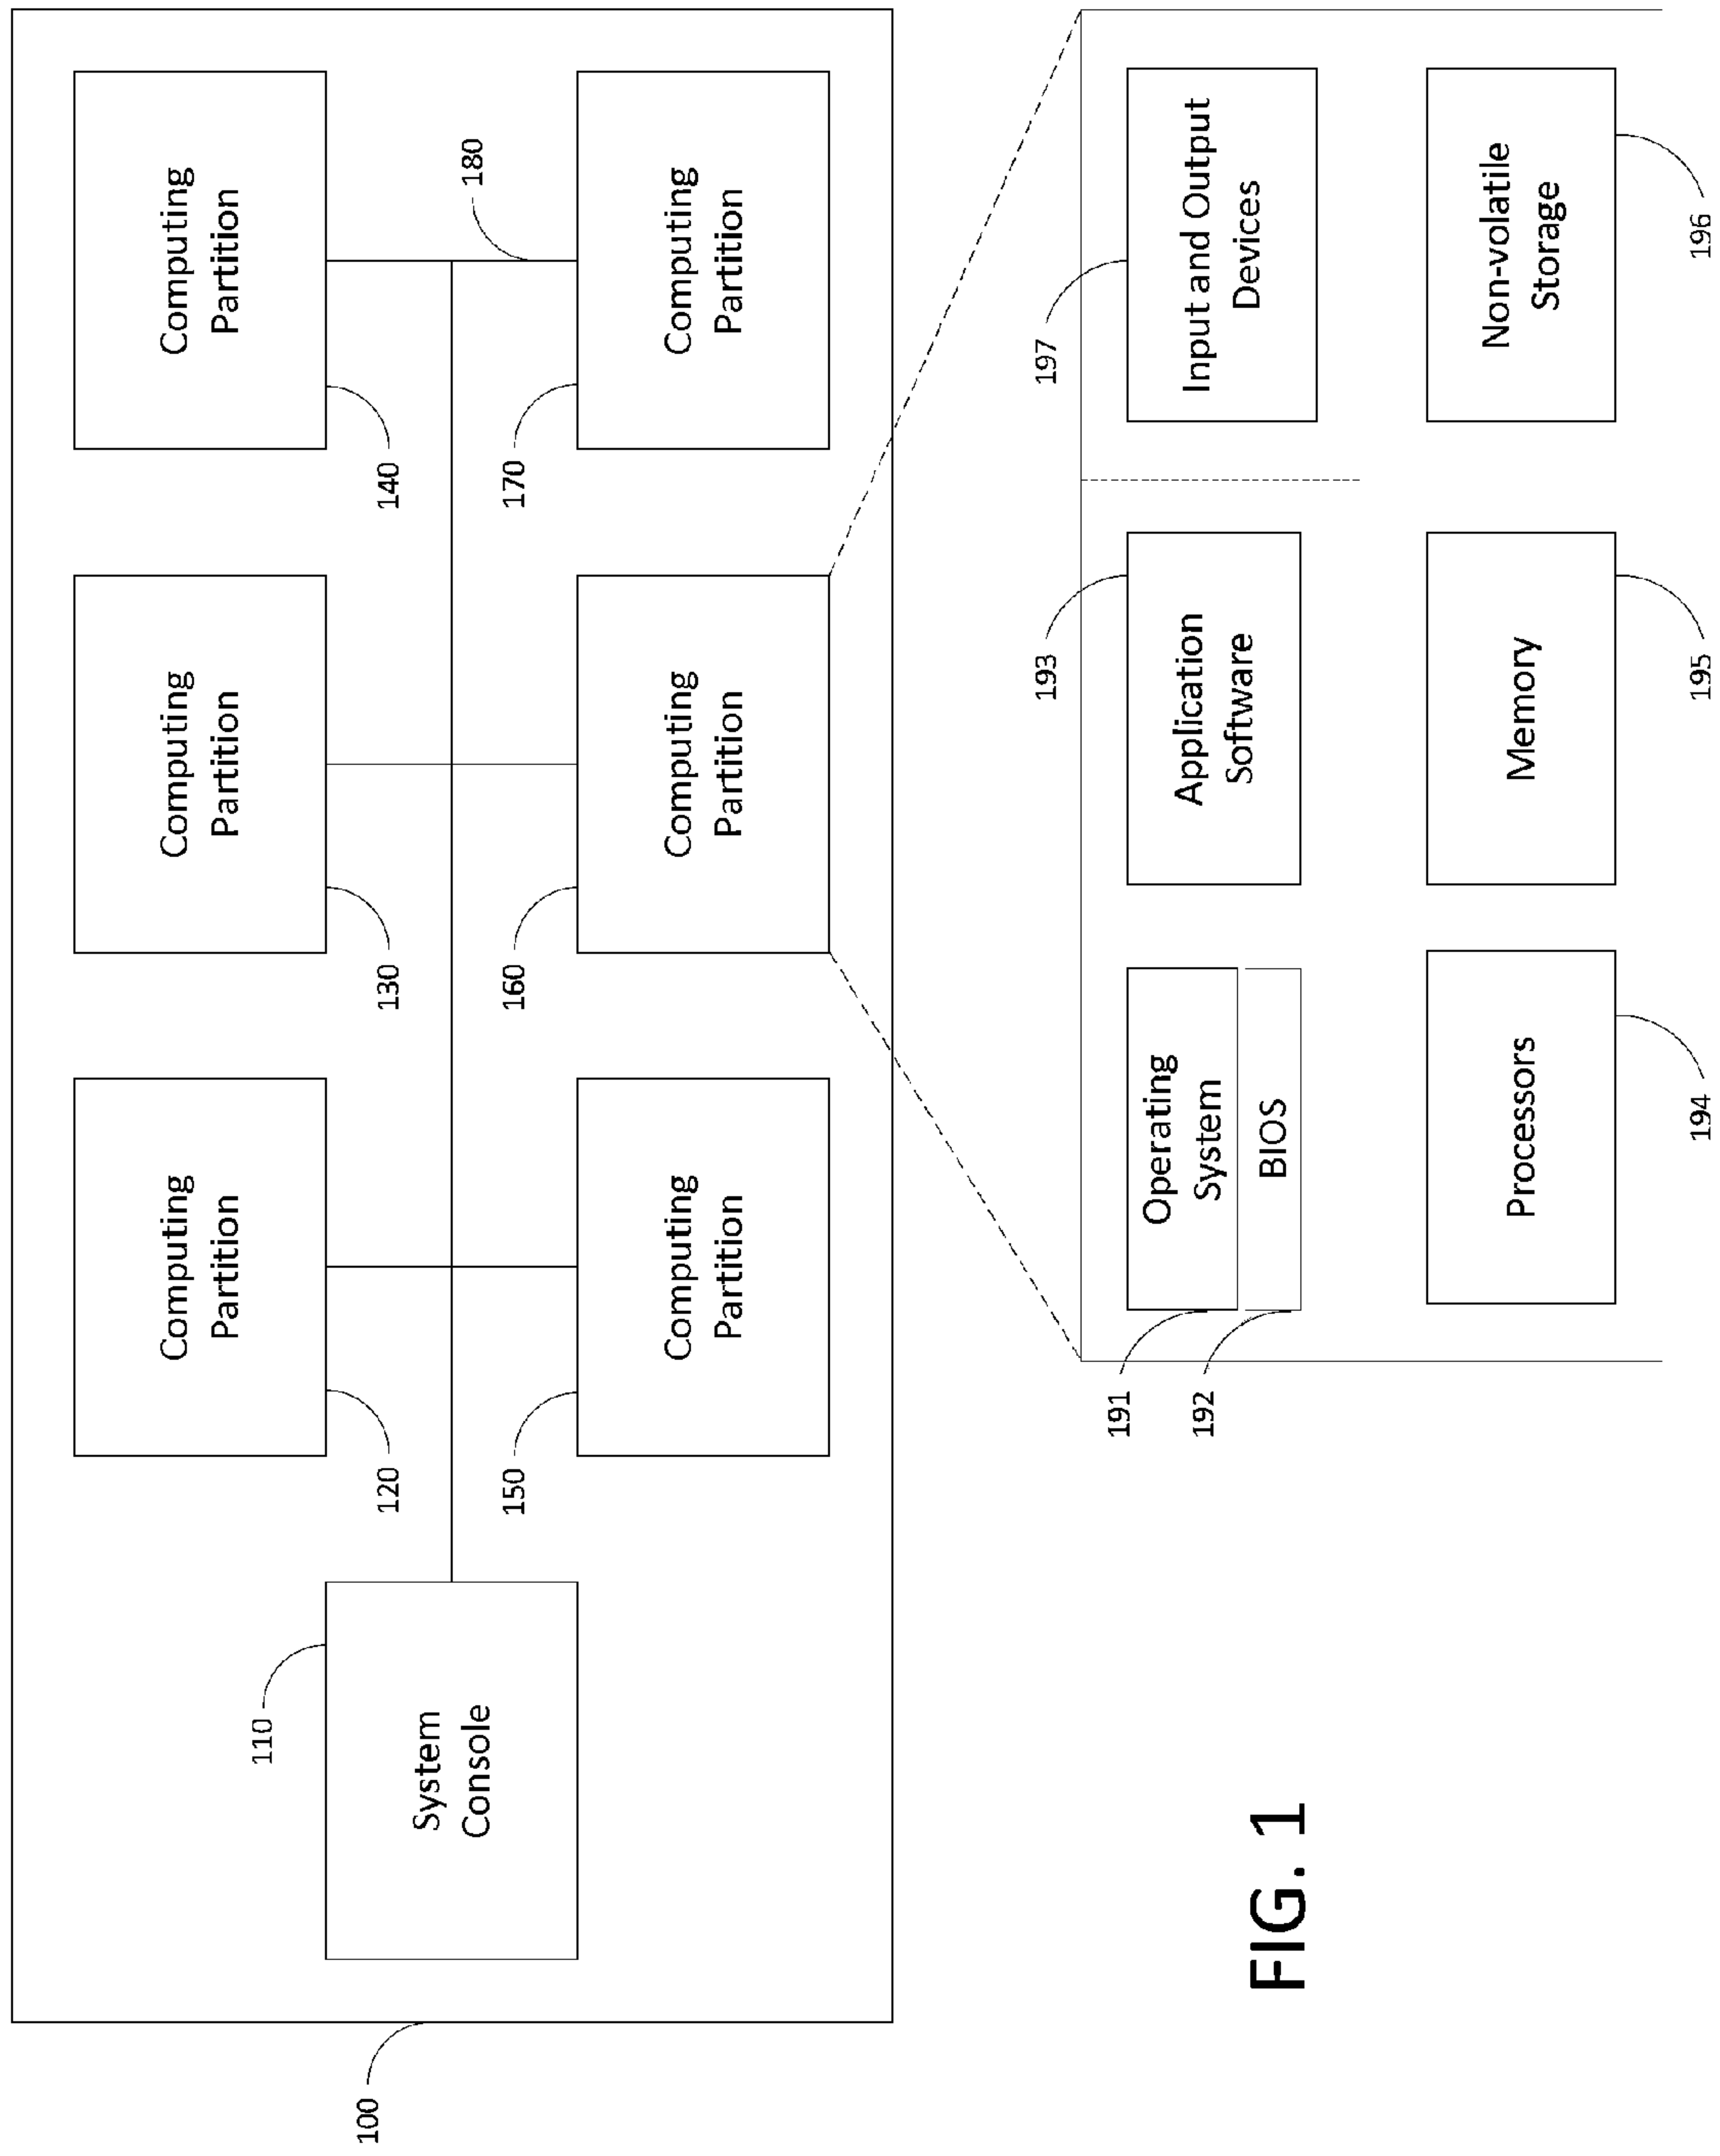 100
110
System
Console
120
Computing
Partition
130
Computing
Partition
140
Computing
Partition
180
150
Computing
Partition
160
Computing
Partition
170
Computing
Partition
191
Operating
System
192
BIOS
193
Application
Software
197
Input and Output
Devices
Processors
194
Memory
195
Non-volatile
Storage
196
FIG. 1